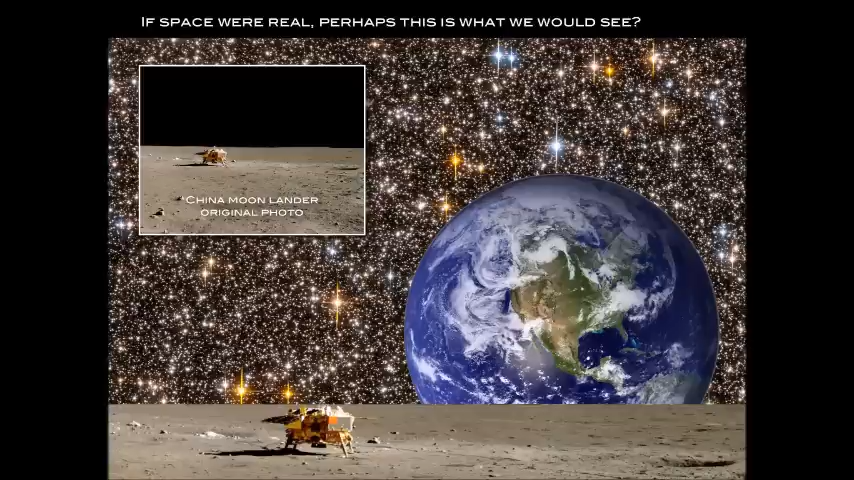 If space were real, perhaps this is what we would see?
*China moon lander
original photo